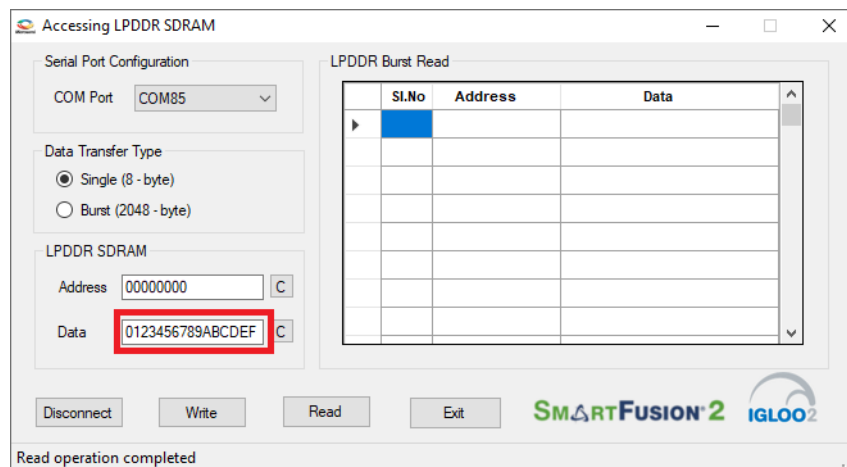 Accessing LPDDR SDRAM
Serial Port Configuration
COM Port COM85
Data Transfer Type
Single (8 - byte)
Burst (2048 - byte)
LPDDR SDRAM
Address 00000000 C
Data 0123456789ABCDEF C
LPDDR Burst Read
Sl.No Address Data
Disconnect Write Read Exit
SMARTFUSION®2 IGLOO2
Read operation completed